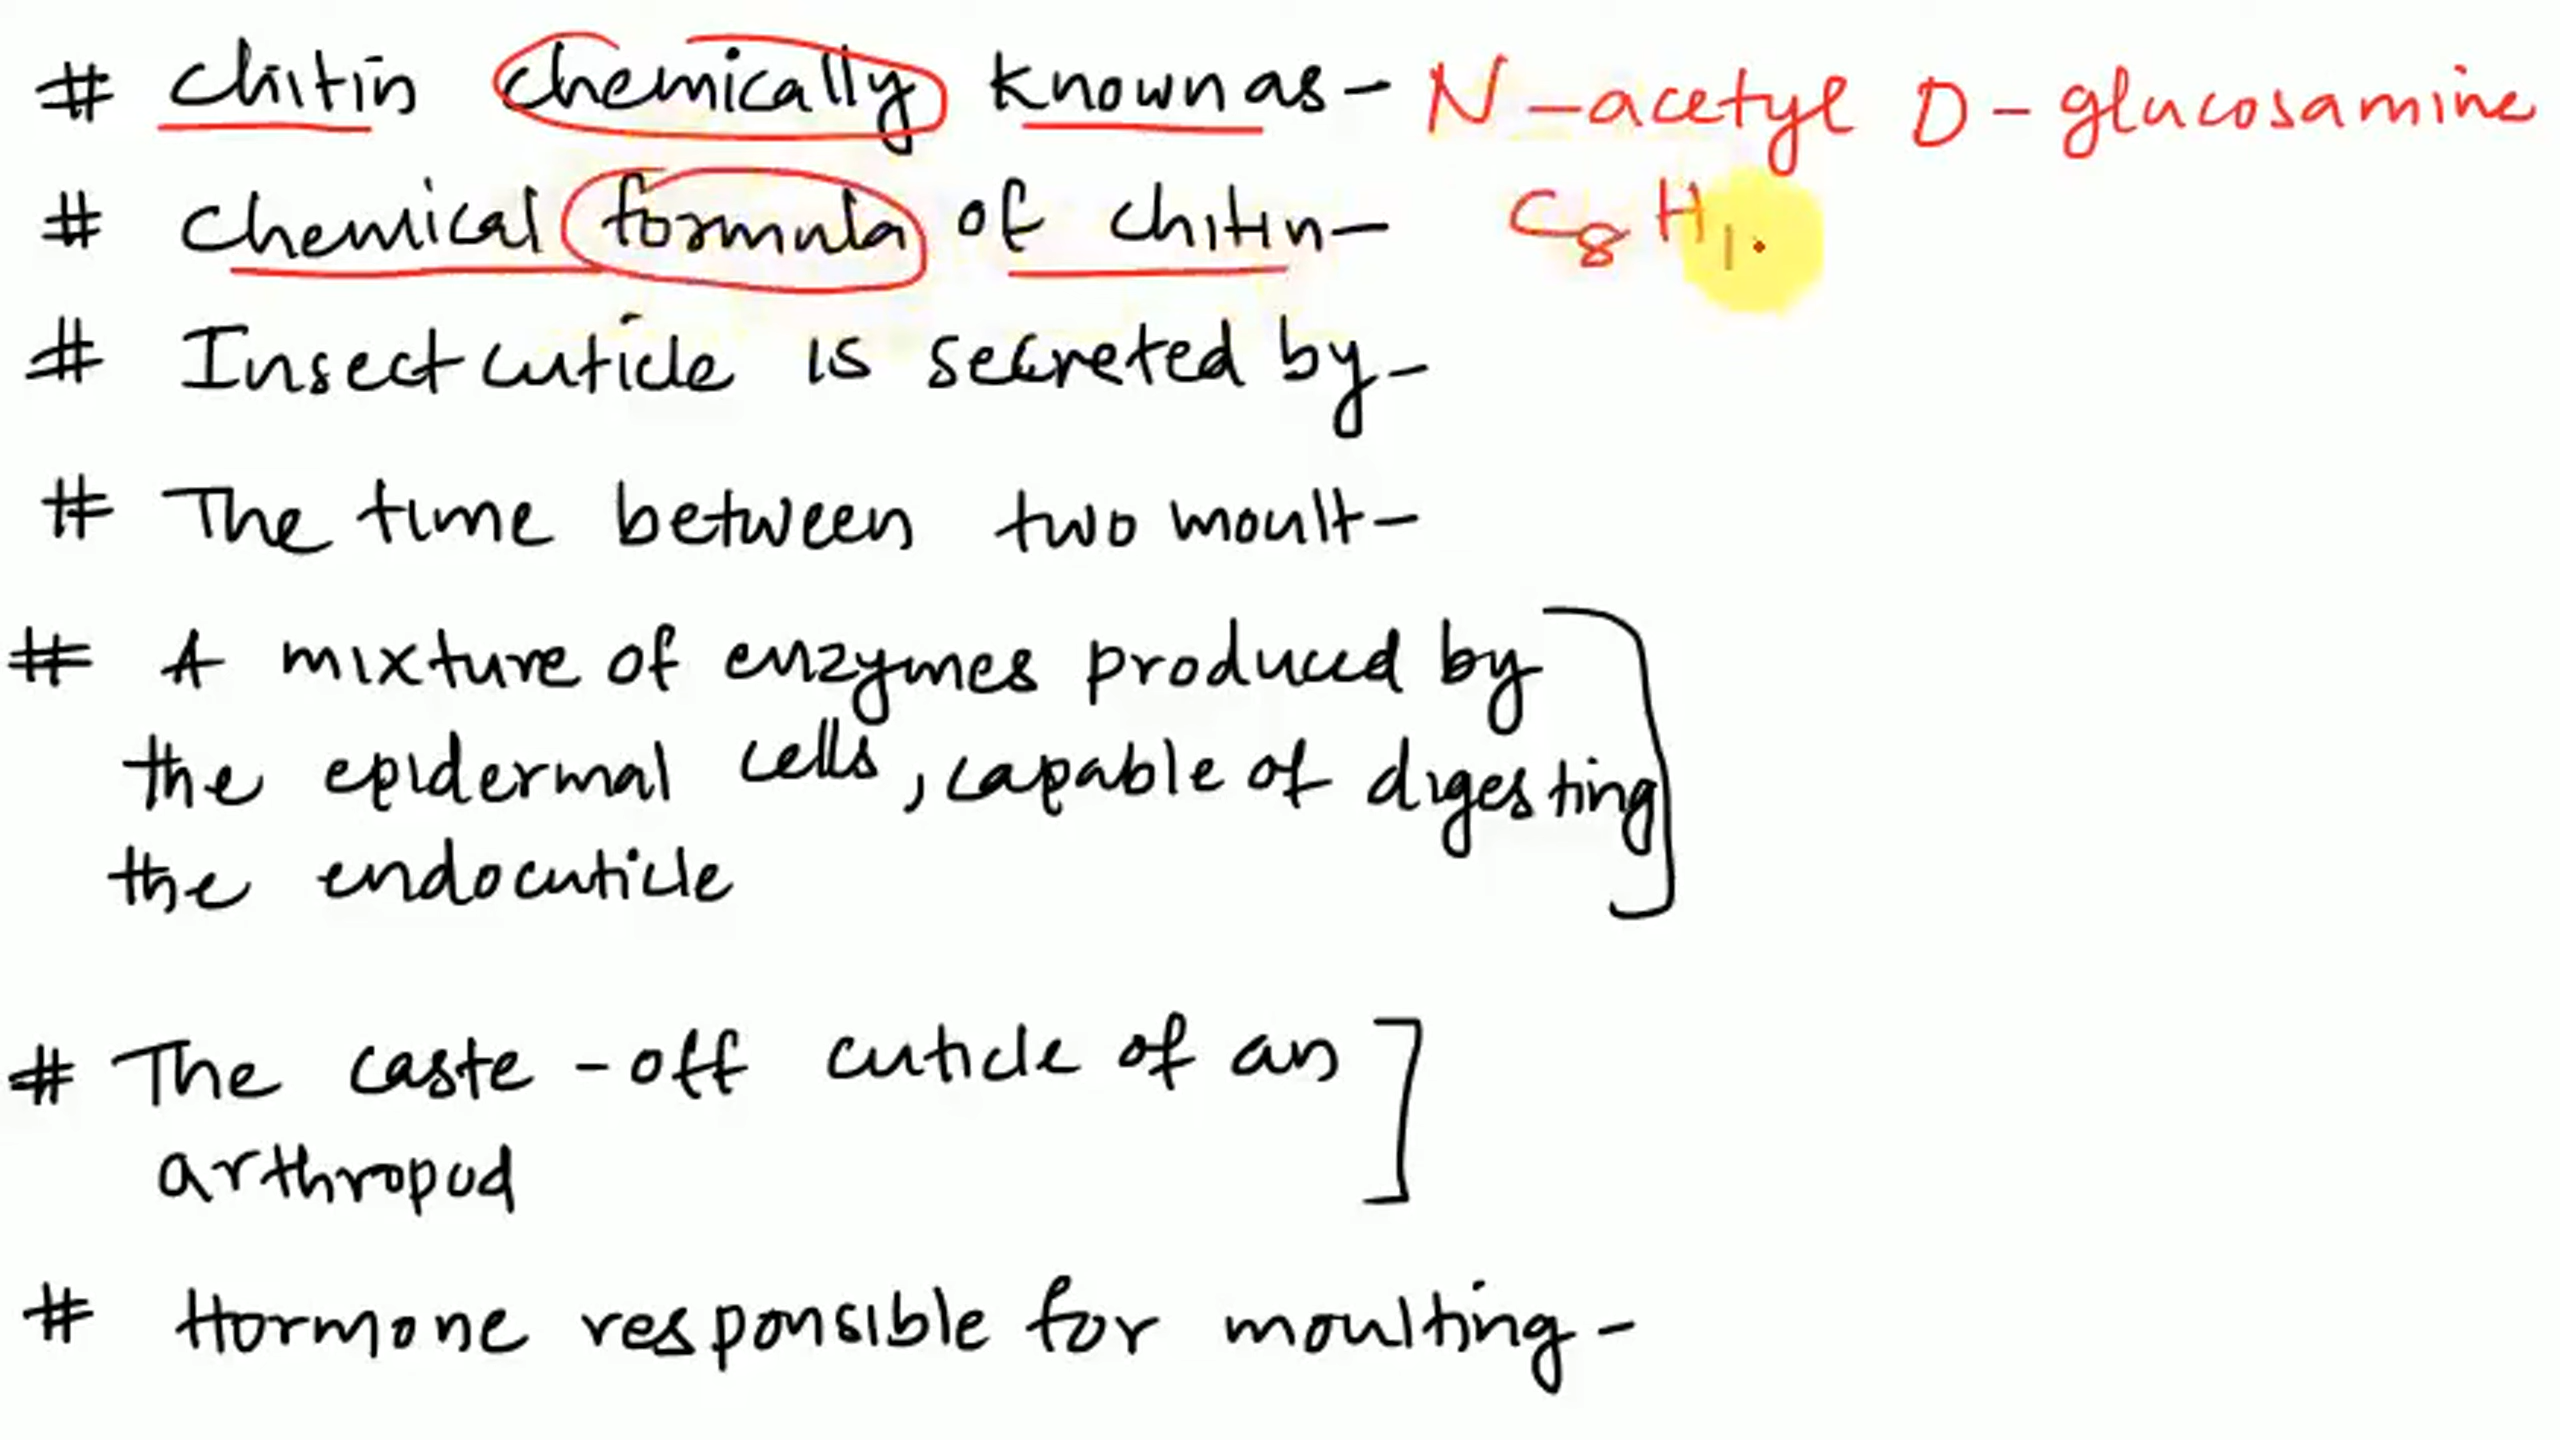 # Chitin chemically known as - N-acetyl D-glucosamine
# Chemical formula of chitin- C8H1
# Insect cuticle is secreted by-
# The time between two moult-
# A mixture of enzymes produced by
the epidermal cells, capable of digesting
the endocuticle
# The caste-off cuticle of an
arthropod
# Hormone responsible for moulting-